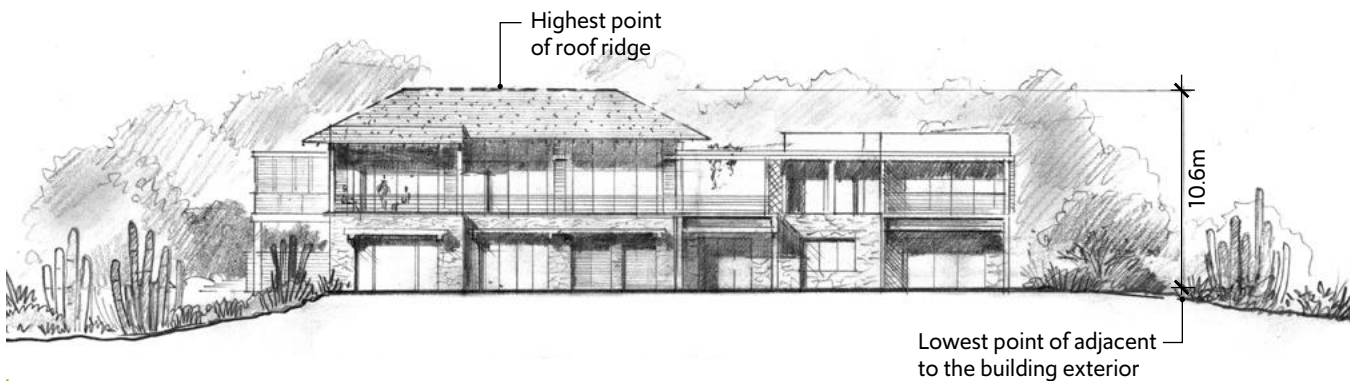 Highest point
of roof ridge
10.6m
Lowest point of adjacent
to the building exterior